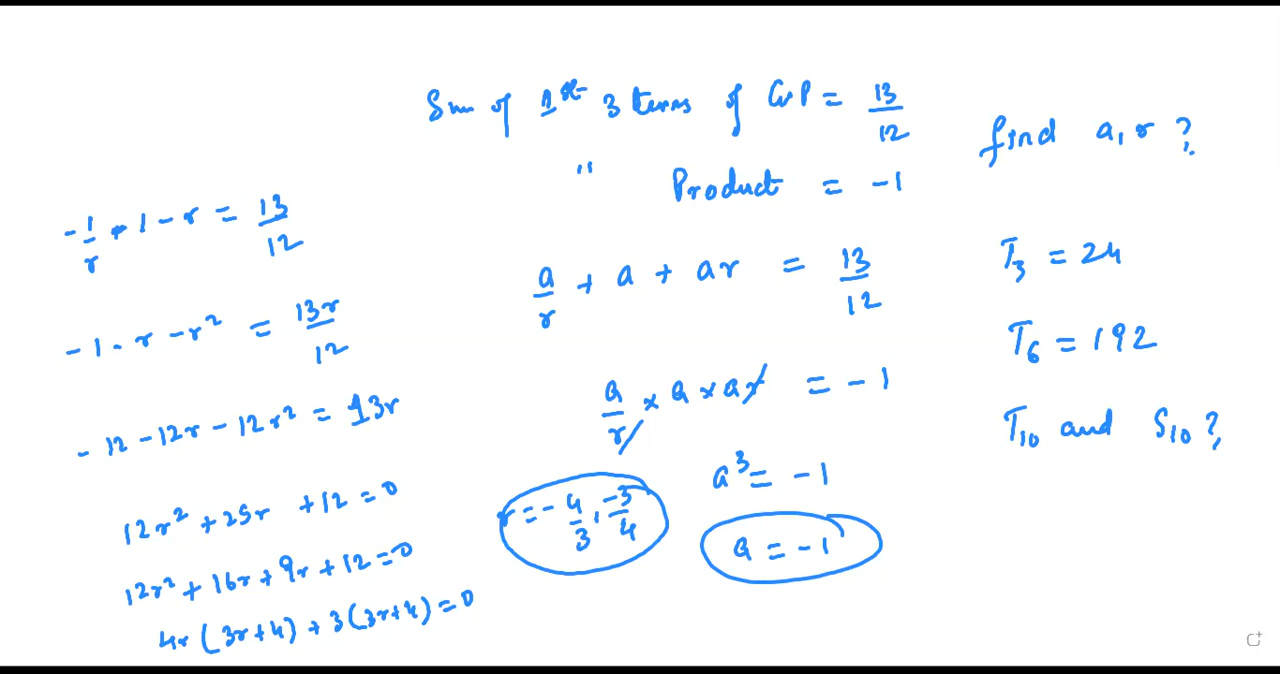 Sum of 1st 3 terms of GP = 13/12
" Product = -1
a/r + a + ar = 13/12
a/r × a × ar = -1
a³ = -1
a = -1
r = -4/3, -3/4
-1/r - 1 - r = 13/12
-1 - r - r² = 13r/12
-12 - 12r - 12r² = 13r
12r² + 25r + 12 = 0
12r² + 16r + 9r + 12 = 0
4r(3r+4) + 3(3r+4) = 0
find a, r ?
T₃ = 24
T₆ = 192
T₁₀ and S₁₀ ?